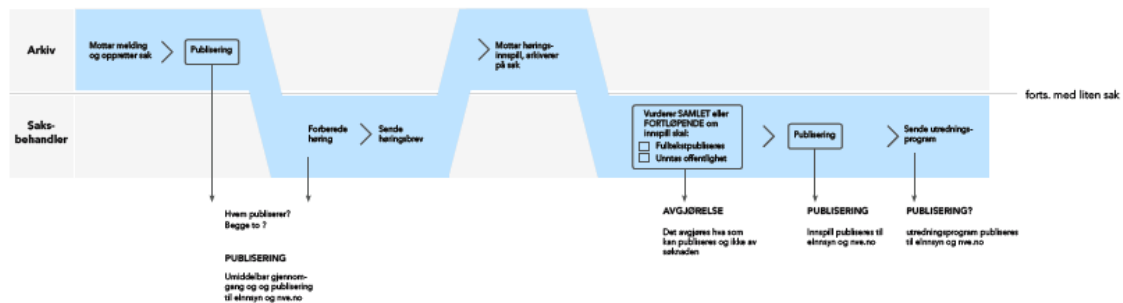 Arkiv
Mottar melding
og oppretter sak
Publisering
Mottar hørings-
innspill, arkiverer
på sak
forts. med liten sak
Saks-
behandler
Forberede
høring
Sende
høringsbrev
Vurderer SAMLET eller
FORTLØPENDE om
innspill skal:
Fulltekstpubliseres
Unntas offentlighet
Publisering
Sende utrednings-
program
Hvem publiserer?
Begge to ?
PUBLISERING
Umiddelbar gjennom-
gang og og publisering
til eInnsyn og nve.no
AVGJØRELSE
Det avgjøres hva som
kan publiseres og ikke av
søknaden
PUBLISERING
Innspill publiseres til
eInnsyn og nve.no
PUBLISERING?
utredningsprogram publiseres
til eInnsyn og nve.no